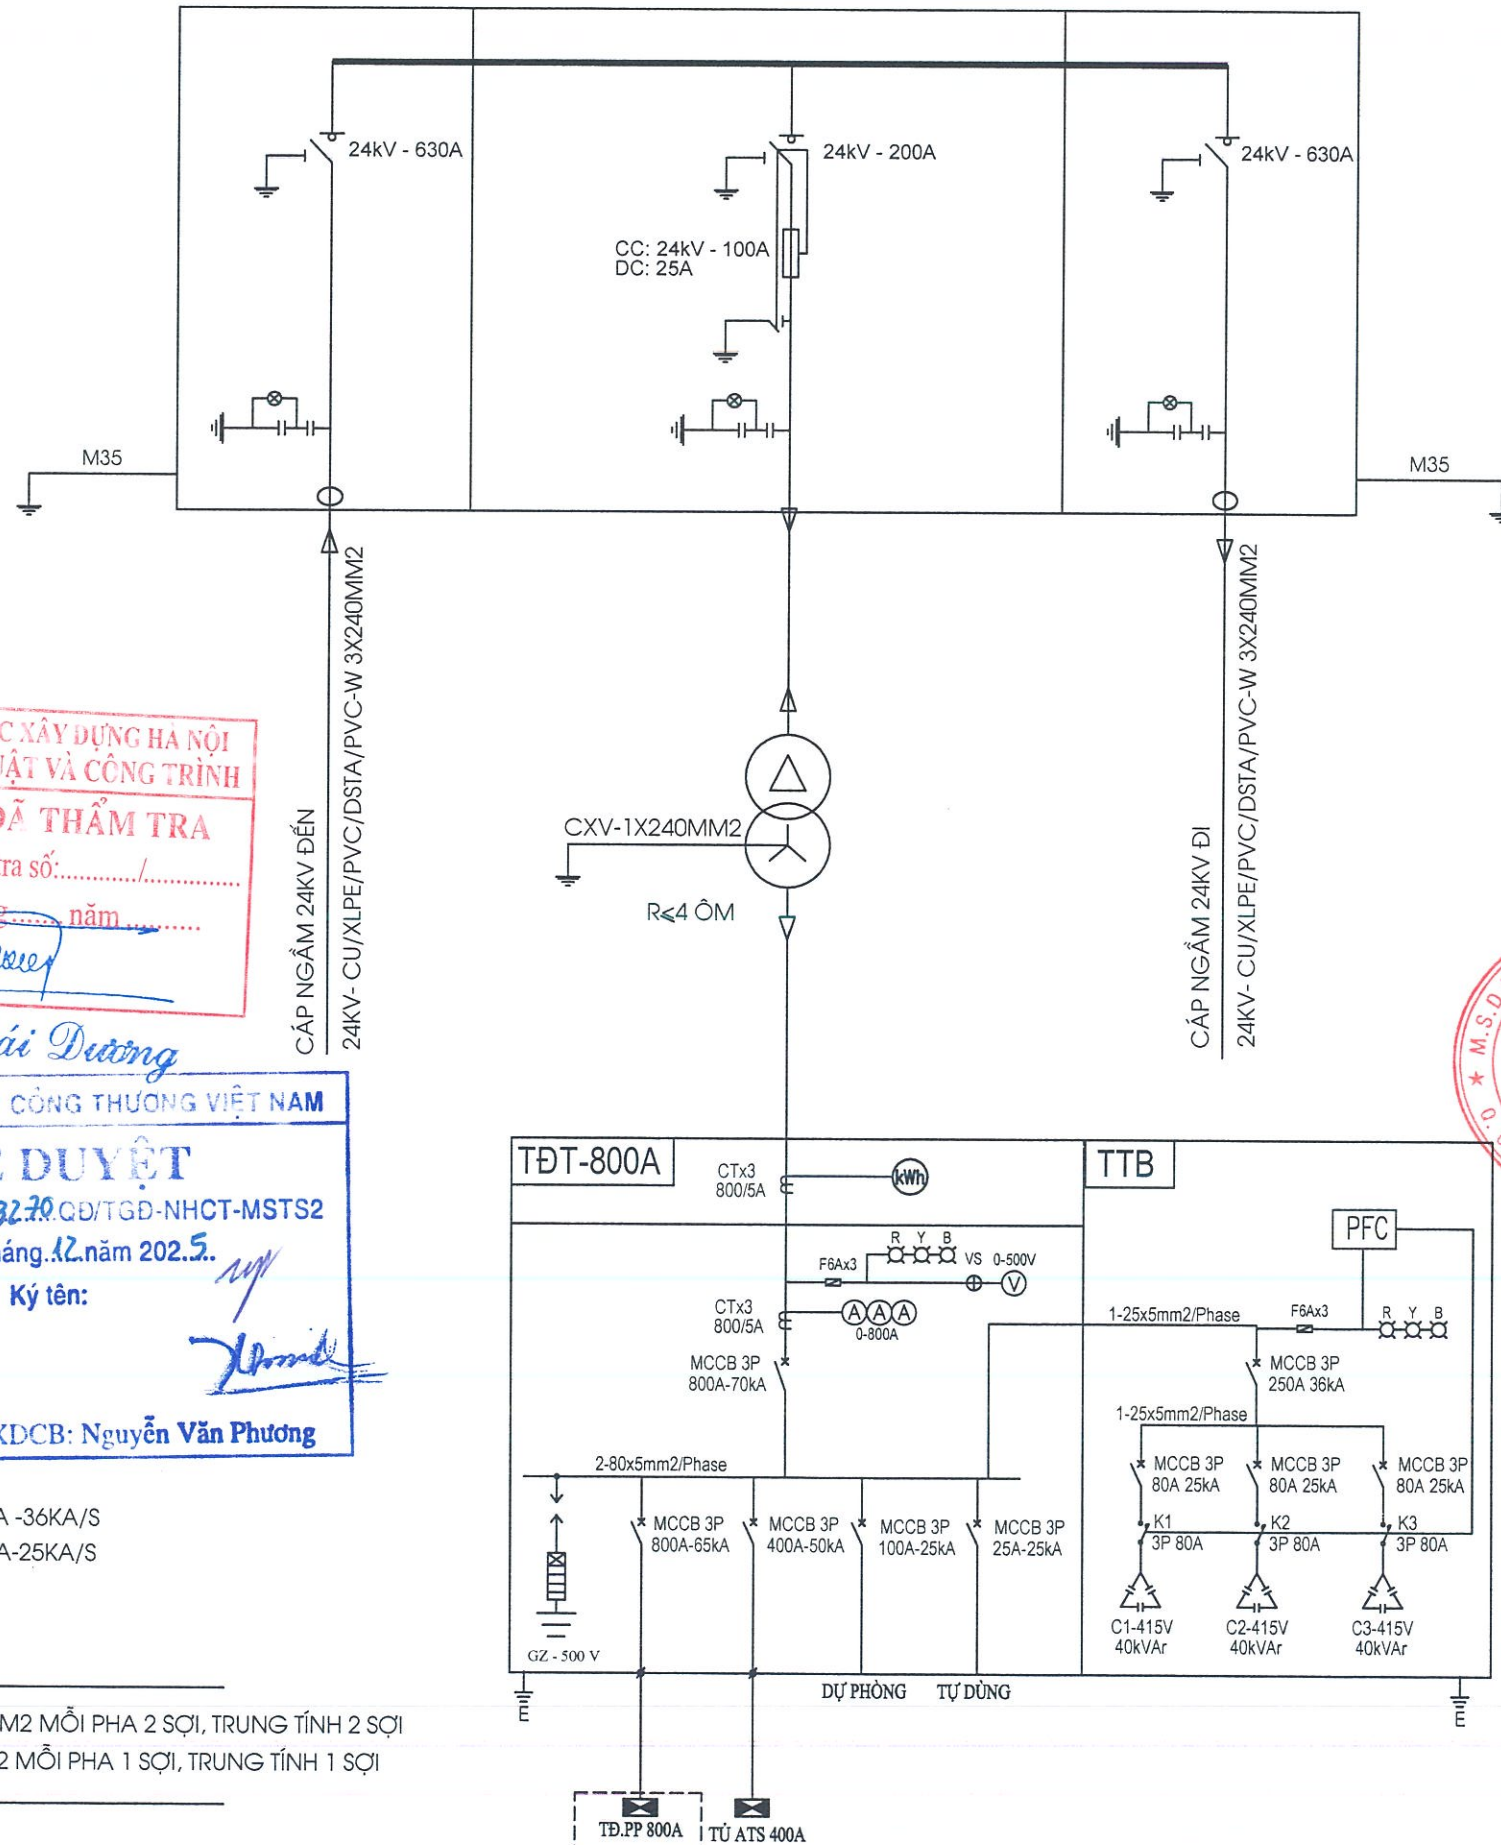 24kV - 630A
24kV - 200A
24kV - 630A
CC: 24kV - 100A
DC: 25A
M35
M35
CÁP NGẦM 24KV ĐẾN
24KV- CU/XLPE/PVC/DSTA/PVC-W 3X240MM2
CÁP NGẦM 24KV ĐI
24KV- CU/XLPE/PVC/DSTA/PVC-W 3X240MM2
CXV-1X240MM2
R≤4 ÔM
C XÂY DỰNG HÀ NỘI
UẬT VÀ CÔNG TRÌNH
ĐÃ THẨM TRA
tra số:............/...............
....... năm ..........
ái Dương
CÔNG THƯƠNG VIỆT NAM
DUYỆT
3270.QĐ/TGĐ-NHCT-MSTS2
háng.12.năm 2025..
Ký tên:
XDCB: Nguyễn Văn Phương
★ M.S.D
TĐT-800A
CTx3
800/5A
kWh
R Y B
F6Ax3
VS
0-500V
V
CTx3
800/5A
A A A
0-800A
MCCB 3P
800A-70kA
2-80x5mm2/Phase
MCCB 3P
800A-65kA
MCCB 3P
400A-50kA
MCCB 3P
100A-25kA
MCCB 3P
25A-25kA
GZ - 500 V
E
DỰ PHÒNG
TỰ DÙNG
TTB
PFC
1-25x5mm2/Phase
F6Ax3
R Y B
MCCB 3P
250A 36kA
1-25x5mm2/Phase
MCCB 3P
80A 25kA
MCCB 3P
80A 25kA
MCCB 3P
80A 25kA
K1
3P 80A
K2
3P 80A
K3
3P 80A
C1-415V
40kVAr
C2-415V
40kVAr
C3-415V
40kVAr
E
A -36KA/S
A-25KA/S
M2 MỖI PHA 2 SỢI, TRUNG TÍNH 2 SỢI
2 MỖI PHA 1 SỢI, TRUNG TÍNH 1 SỢI
TĐ.PP 800A
TỦ ATS 400A